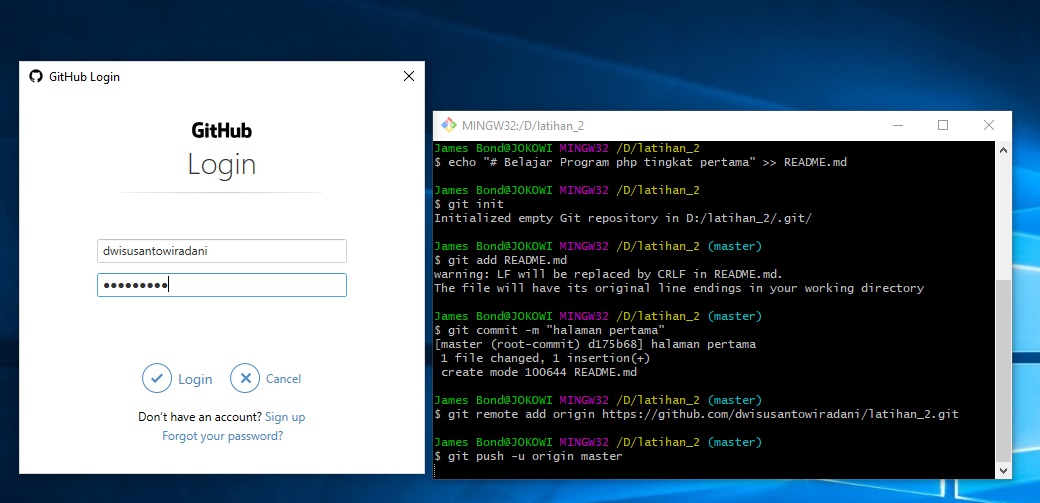 GitHub Login
GitHub
Login
dwisusantowiradani
●●●●●●●●●
Login
Cancel
Don't have an account? Sign up
Forgot your password?
MINGW32:/D/latihan_2
James Bond@JOKOWI MINGW32 /D/latihan_2
$ echo "# Belajar Program php tingkat pertama" >> README.md
James Bond@JOKOWI MINGW32 /D/latihan_2
$ git init
Initialized empty Git repository in D:/latihan_2/.git/
James Bond@JOKOWI MINGW32 /D/latihan_2 (master)
$ git add README.md
warning: LF will be replaced by CRLF in README.md.
The file will have its original line endings in your working directory
James Bond@JOKOWI MINGW32 /D/latihan_2 (master)
$ git commit -m "halaman pertama"
[master (root-commit) d175b68] halaman pertama
 1 file changed, 1 insertion(+)
 create mode 100644 README.md
James Bond@JOKOWI MINGW32 /D/latihan_2 (master)
$ git remote add origin https://github.com/dwisusantowiradani/latihan_2.git
James Bond@JOKOWI MINGW32 /D/latihan_2 (master)
$ git push -u origin master